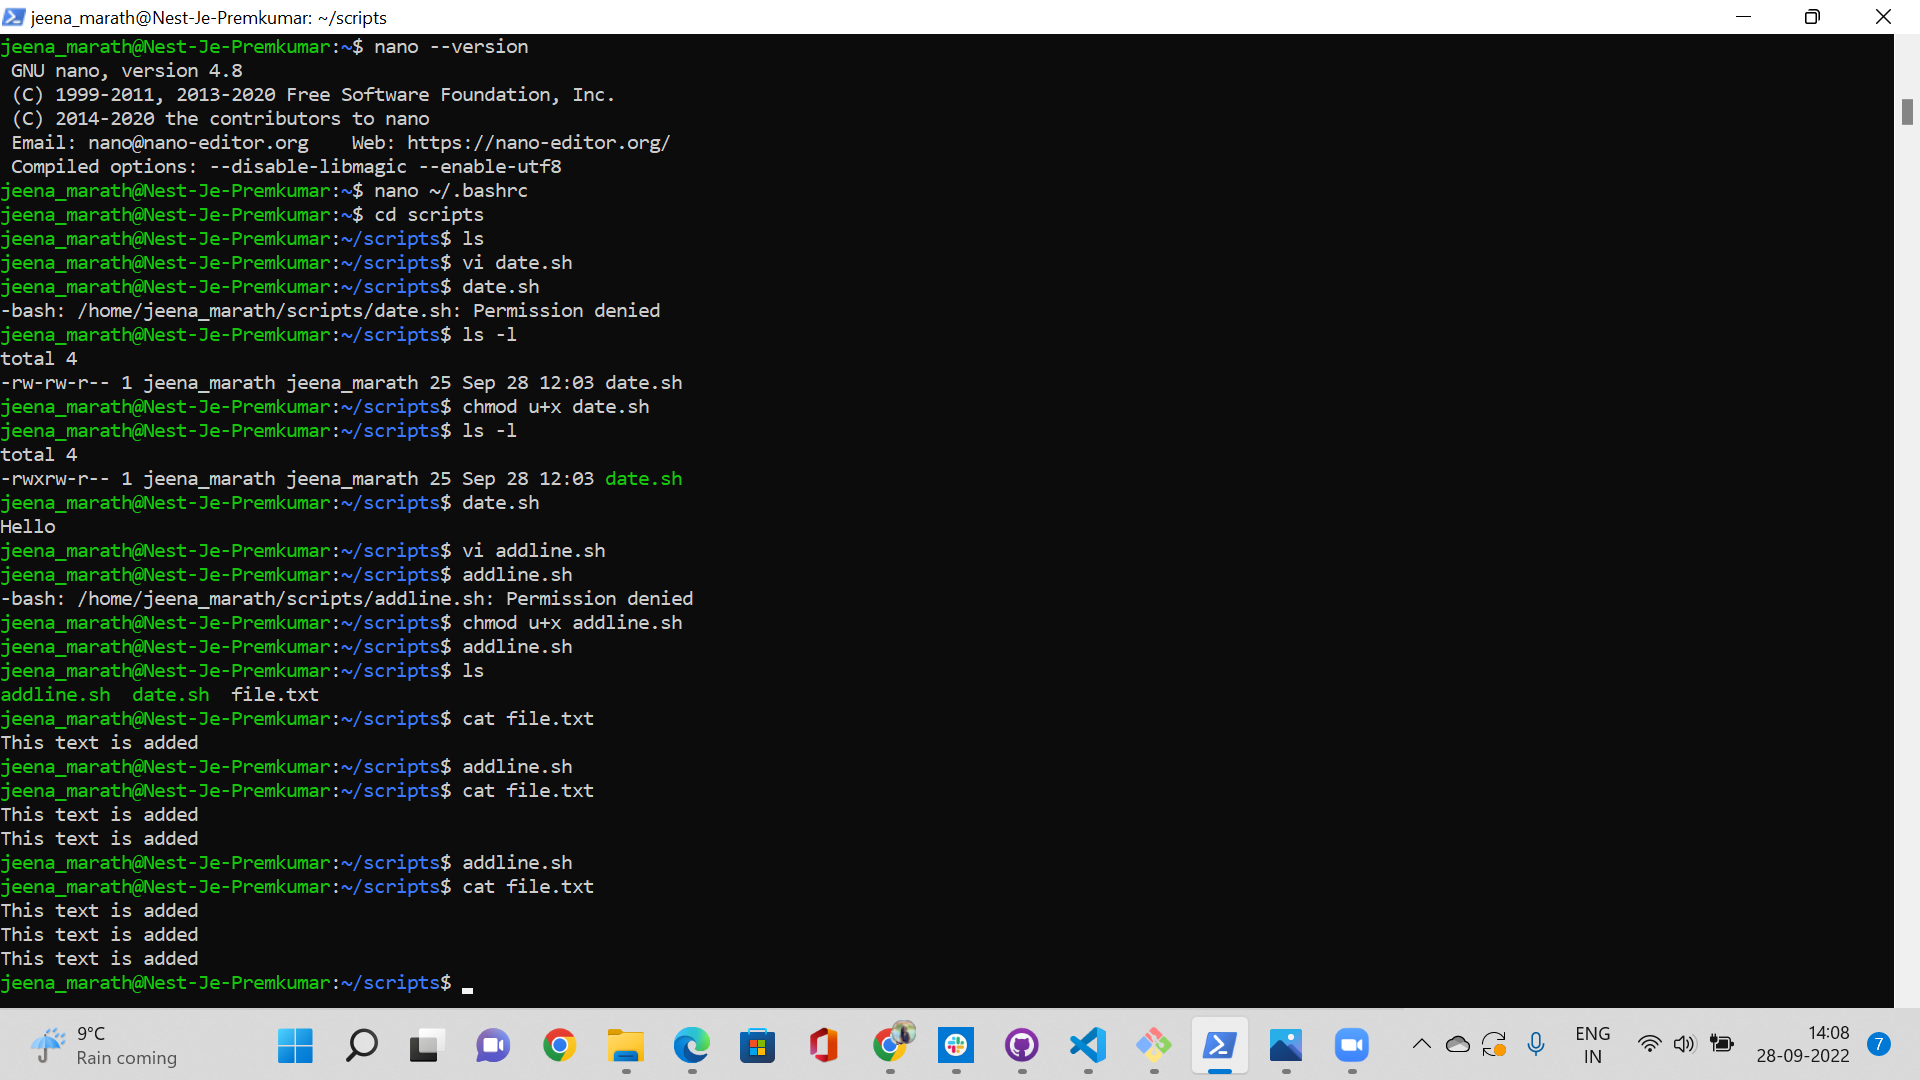 jeena_marath@Nest-Je-Premkumar: ~/scripts
jeena_marath@Nest-Je-Premkumar:~$ nano --version
 GNU nano, version 4.8
 (C) 1999-2011, 2013-2020 Free Software Foundation, Inc.
 (C) 2014-2020 the contributors to nano
 Email: nano@nano-editor.org    Web: https://nano-editor.org/
 Compiled options: --disable-libmagic --enable-utf8
jeena_marath@Nest-Je-Premkumar:~$ nano ~/.bashrc
jeena_marath@Nest-Je-Premkumar:~$ cd scripts
jeena_marath@Nest-Je-Premkumar:~/scripts$ ls
jeena_marath@Nest-Je-Premkumar:~/scripts$ vi date.sh
jeena_marath@Nest-Je-Premkumar:~/scripts$ date.sh
-bash: /home/jeena_marath/scripts/date.sh: Permission denied
jeena_marath@Nest-Je-Premkumar:~/scripts$ ls -l
total 4
-rw-rw-r-- 1 jeena_marath jeena_marath 25 Sep 28 12:03 date.sh
jeena_marath@Nest-Je-Premkumar:~/scripts$ chmod u+x date.sh
jeena_marath@Nest-Je-Premkumar:~/scripts$ ls -l
total 4
-rwxrw-r-- 1 jeena_marath jeena_marath 25 Sep 28 12:03 date.sh
jeena_marath@Nest-Je-Premkumar:~/scripts$ date.sh
Hello
jeena_marath@Nest-Je-Premkumar:~/scripts$ vi addline.sh
jeena_marath@Nest-Je-Premkumar:~/scripts$ addline.sh
-bash: /home/jeena_marath/scripts/addline.sh: Permission denied
jeena_marath@Nest-Je-Premkumar:~/scripts$ chmod u+x addline.sh
jeena_marath@Nest-Je-Premkumar:~/scripts$ addline.sh
jeena_marath@Nest-Je-Premkumar:~/scripts$ ls
addline.sh  date.sh  file.txt
jeena_marath@Nest-Je-Premkumar:~/scripts$ cat file.txt
This text is added
jeena_marath@Nest-Je-Premkumar:~/scripts$ addline.sh
jeena_marath@Nest-Je-Premkumar:~/scripts$ cat file.txt
This text is added
This text is added
jeena_marath@Nest-Je-Premkumar:~/scripts$ addline.sh
jeena_marath@Nest-Je-Premkumar:~/scripts$ cat file.txt
This text is added
This text is added
This text is added
jeena_marath@Nest-Je-Premkumar:~/scripts$
9°C
Rain coming
ENG
IN
14:08
28-09-2022
7